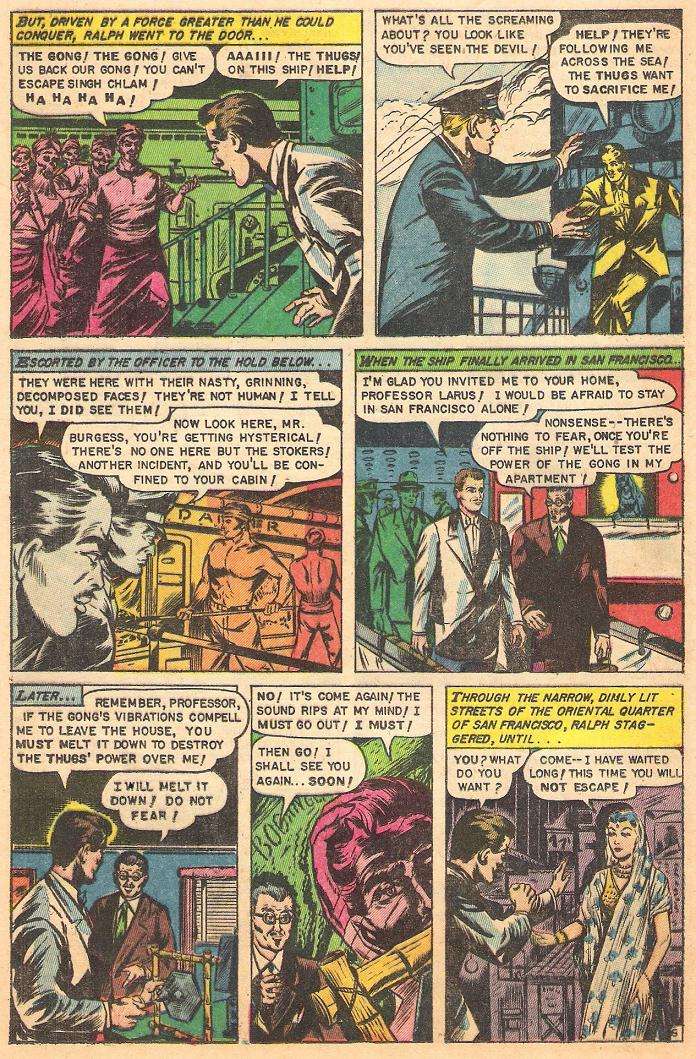 BUT, DRIVEN BY A FORCE GREATER THAN HE COULD
CONQUER, RALPH WENT TO THE DOOR...
THE GONG! THE GONG! GIVE
US BACK OUR GONG! YOU CAN'T
ESCAPE SINGH CHLAM!
HA HA HA HA!
AAAIII! THE THUGS!
ON THIS SHIP! HELP!
WHAT'S ALL THE SCREAMING
ABOUT? YOU LOOK LIKE
YOU'VE SEEN THE DEVIL!
HELP! THEY'RE
FOLLOWING ME
ACROSS THE SEA!
THE THUGS WANT
TO SACRIFICE ME!
ESCORTED BY THE OFFICER TO THE HOLD BELOW...
THEY WERE HERE WITH THEIR NASTY, GRINNING,
DECOMPOSED FACES! THEY'RE NOT HUMAN! I TELL
YOU, I DID SEE THEM!
NOW LOOK HERE, MR.
BURGESS, YOU'RE GETTING HYSTERICAL!
THERE'S NO ONE HERE BUT THE STOKERS!
ANOTHER INCIDENT, AND YOU'LL BE CON-
FINED TO YOUR CABIN!
WHEN THE SHIP FINALLY ARRIVED IN SAN FRANCISCO...
I'M GLAD YOU INVITED ME TO YOUR HOME,
PROFESSOR LARUS! I WOULD BE AFRAID TO STAY
IN SAN FRANCISCO ALONE!
NONSENSE--THERE'S
NOTHING TO FEAR, ONCE YOU'RE
OFF THE SHIP! WE'LL TEST THE
POWER OF THE GONG IN MY
APARTMENT!
LATER...
REMEMBER, PROFESSOR,
IF THE GONG'S VIBRATIONS COMPELL
ME TO LEAVE THE HOUSE, YOU
MUST MELT IT DOWN TO DESTROY
THE THUGS' POWER OVER ME!
I WILL MELT IT
DOWN! DO NOT
FEAR!
NO! IT'S COME AGAIN! THE
SOUND RIPS AT MY MIND! I
MUST GO OUT! I MUST!
THEN GO! I
SHALL SEE YOU
AGAIN... SOON!
THROUGH THE NARROW, DIMLY LIT
STREETS OF THE ORIENTAL QUARTER
OF SAN FRANCISCO, RALPH STAG-
GERED, UNTIL...
YOU? WHAT
DO YOU
WANT?
COME-- I HAVE WAITED
LONG! THIS TIME YOU WILL
NOT ESCAPE!